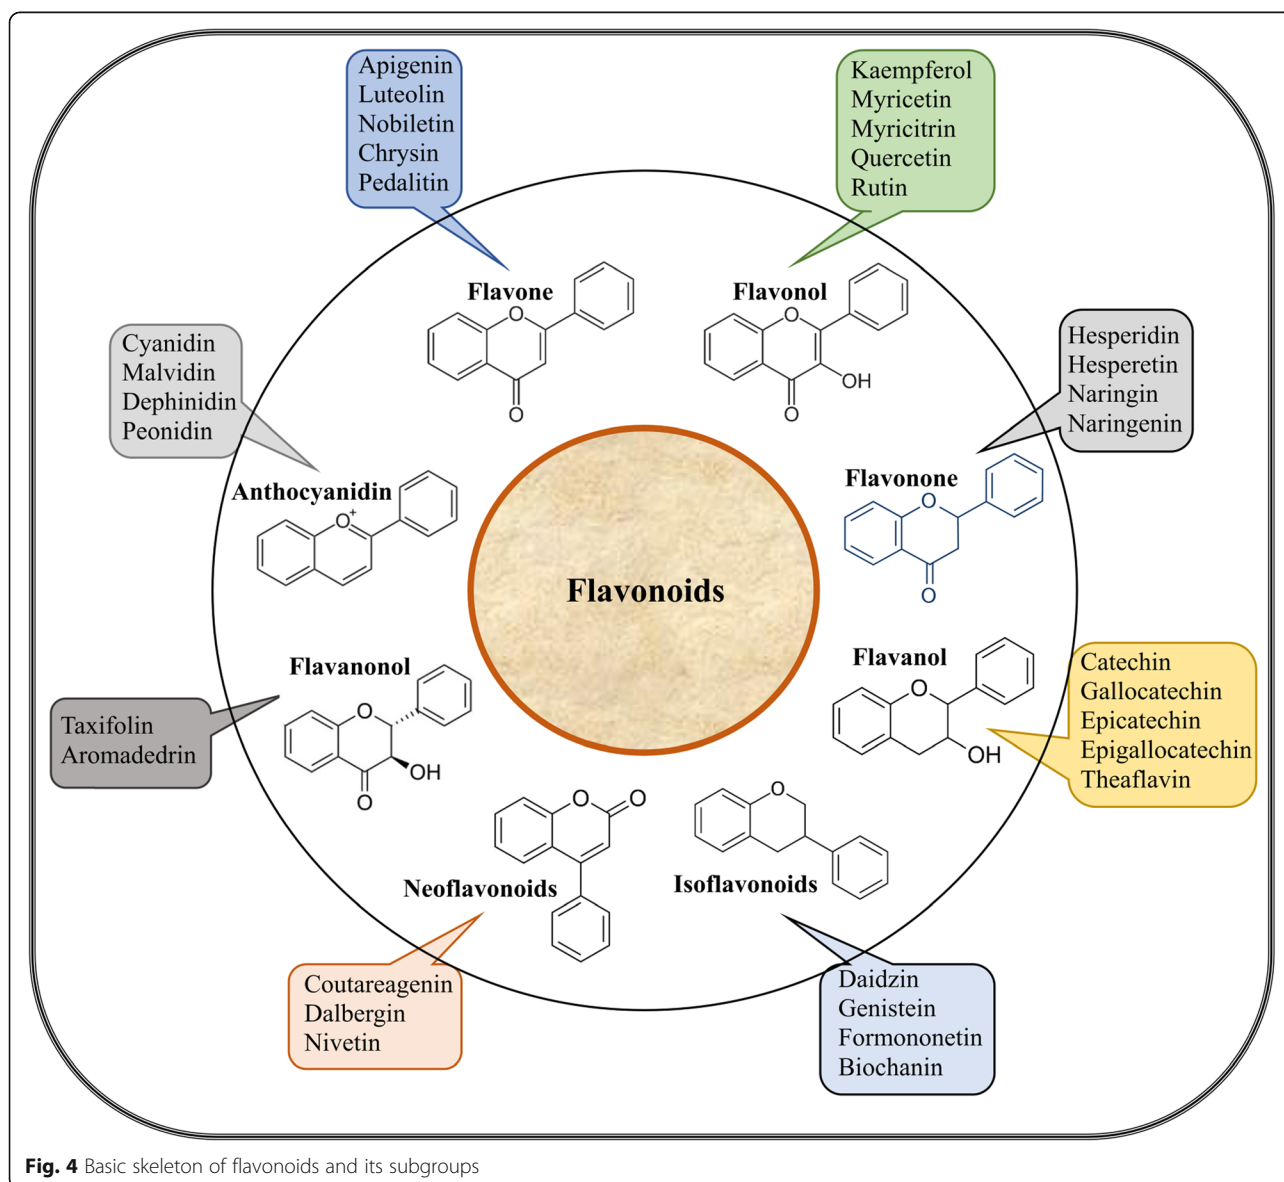 Apigenin
Luteolin
Nobiletin
Chrysin
Pedalitin
Kaempferol
Myricetin
Myricitrin
Quercetin
Rutin
Flavone
O
O
Flavonol
O
OH
O
Cyanidin
Malvidin
Dephinidin
Peonidin
Hesperidin
Hesperetin
Naringin
Naringenin
Anthocyanidin
O+
Flavonone
O
O
Flavonoids
Flavanonol
O
OH
O
Flavanol
O
OH
Taxifolin
Aromadedrin
Catechin
Gallocatechin
Epicatechin
Epigallocatechin
Theaflavin
O
O
Neoflavonoids
O
Isoflavonoids
Coutareagenin
Dalbergin
Nivetin
Daidzin
Genistein
Formononetin
Biochanin
Fig. 4 Basic skeleton of flavonoids and its subgroups